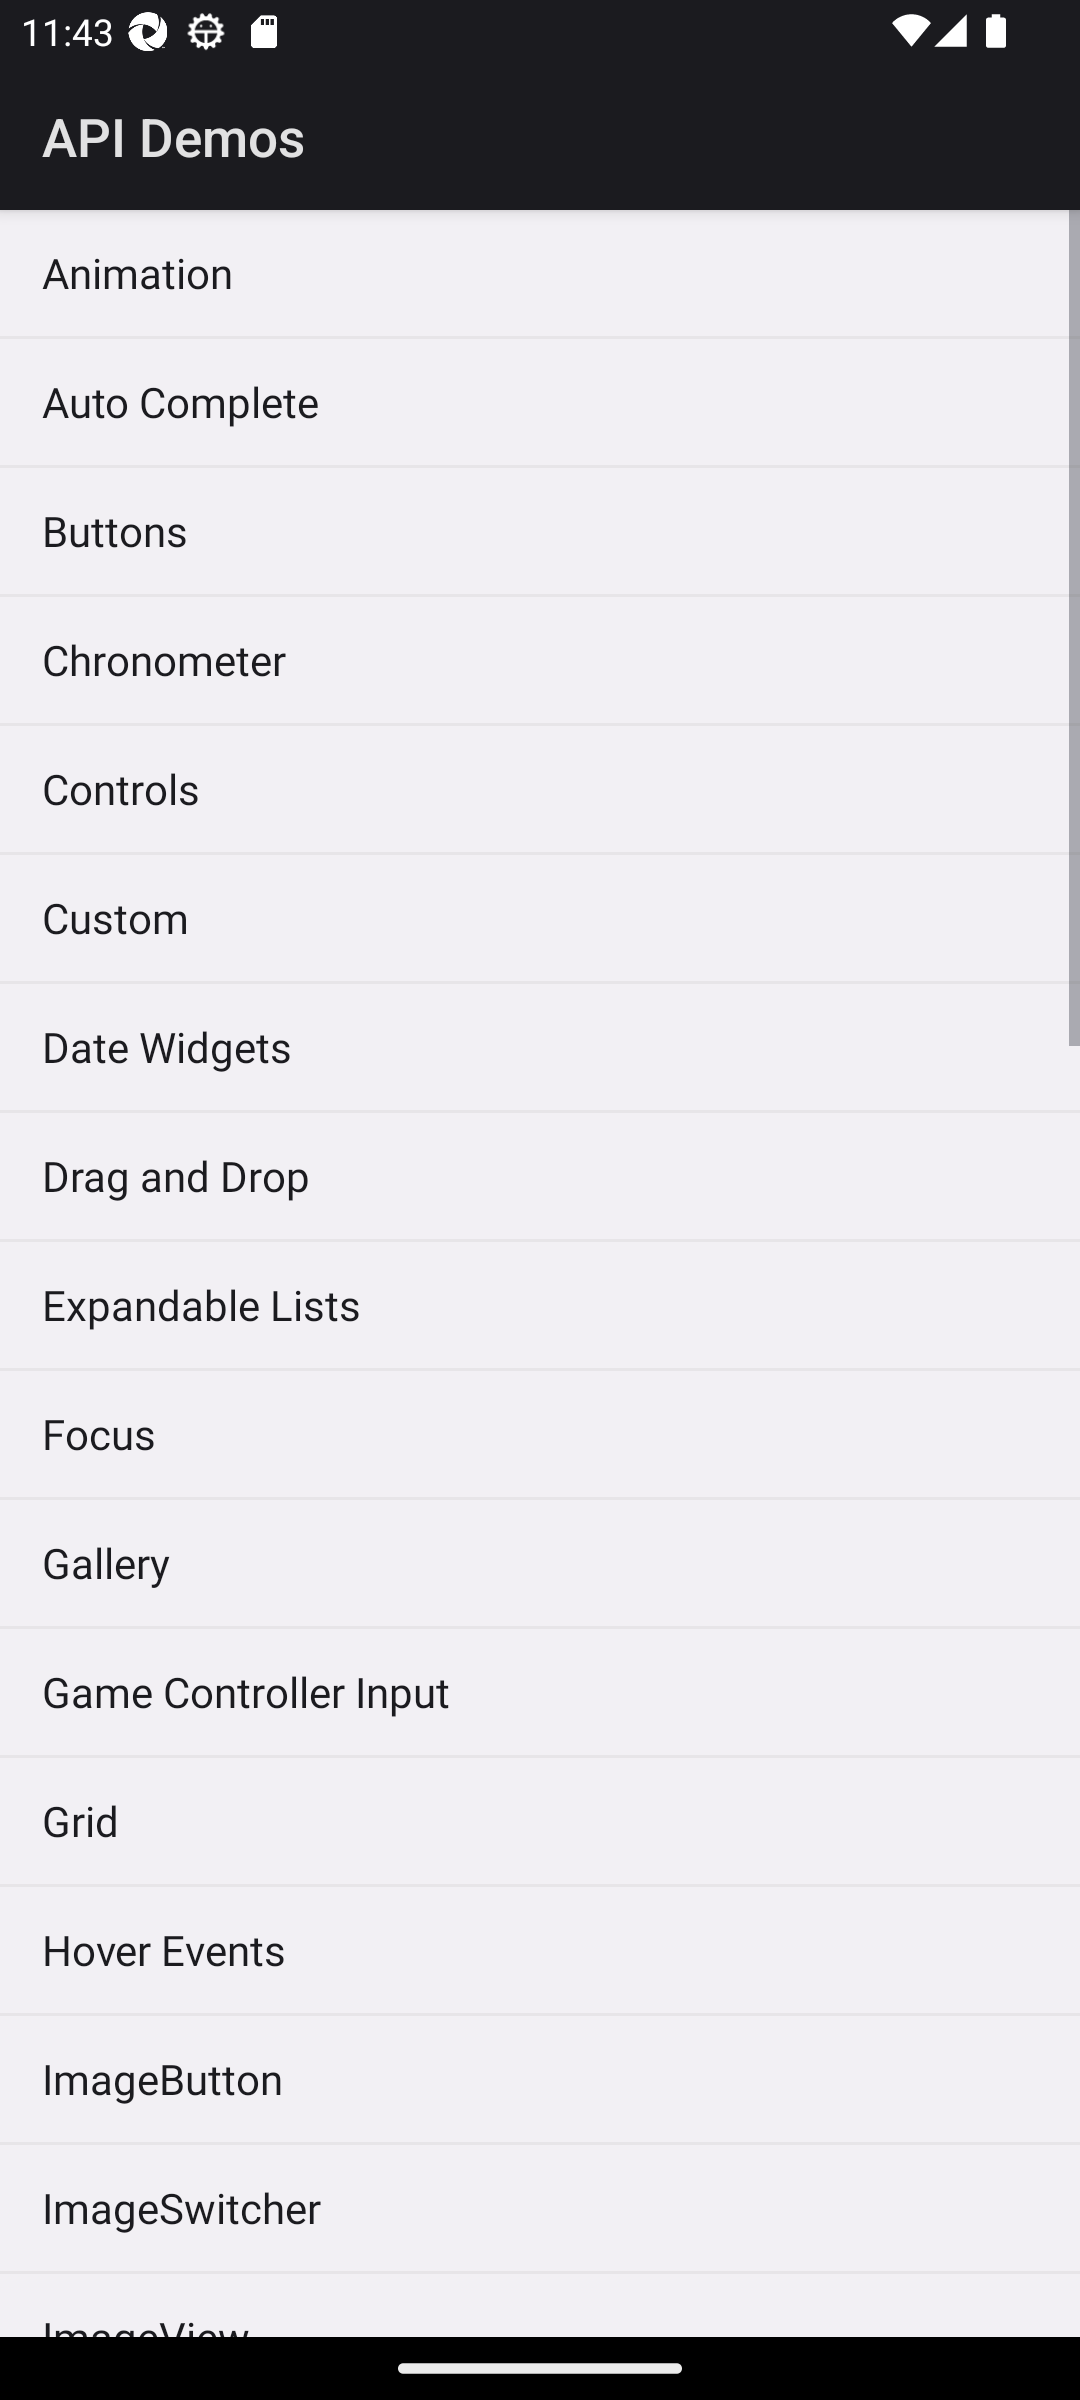 11:43
API Demos
Animation
Auto Complete
Buttons
Chronometer
Controls
Custom
Date Widgets
Drag and Drop
Expandable Lists
Focus
Gallery
Game Controller Input
Grid
Hover Events
ImageButton
ImageSwitcher
ImageView